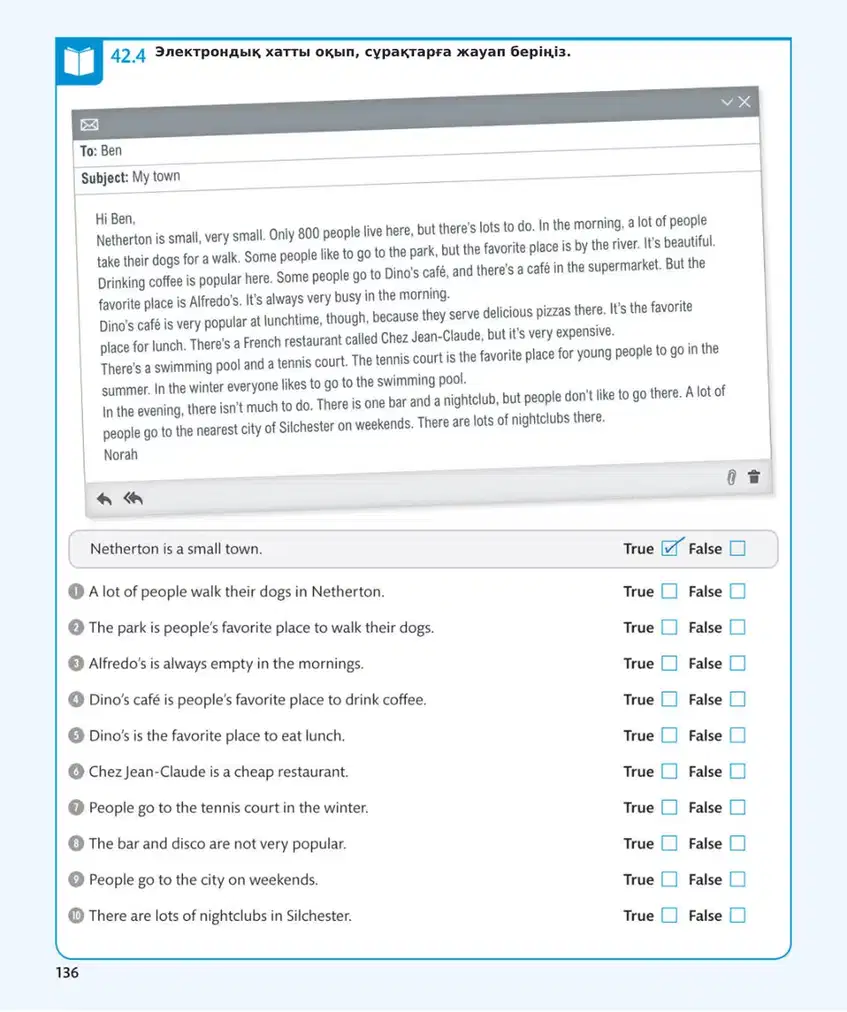 42.4 Электрондық хатты оқып, сұрақтарға жауап беріңіз.
To: Ben
Subject: My town
Hi Ben,
Netherton is small, very small. Only 800 people live here, but there's lots to do. In the morning, a lot of people
take their dogs for a walk. Some people like to go to the park, but the favorite place is by the river. It's beautiful.
Drinking coffee is popular here. Some people go to Dino's café, and there's a café in the supermarket. But the
favorite place is Alfredo's. It's always very busy in the morning.
Dino's café is very popular at lunchtime, though, because they serve delicious pizzas there. It's the favorite
place for lunch. There's a French restaurant called Chez Jean-Claude, but it's very expensive.
There's a swimming pool and a tennis court. The tennis court is the favorite place for young people to go in the
summer. In the winter everyone likes to go to the swimming pool.
In the evening, there isn't much to do. There is one bar and a nightclub, but people don't like to go there. A lot of
people go to the nearest city of Silchester on weekends. There are lots of nightclubs there.
Norah
Netherton is a small town. True False
1 A lot of people walk their dogs in Netherton. True False
2 The park is people's favorite place to walk their dogs. True False
3 Alfredo's is always empty in the mornings. True False
4 Dino's café is people's favorite place to drink coffee. True False
5 Dino's is the favorite place to eat lunch. True False
6 Chez Jean-Claude is a cheap restaurant. True False
7 People go to the tennis court in the winter. True False
8 The bar and disco are not very popular. True False
9 People go to the city on weekends. True False
10 There are lots of nightclubs in Silchester. True False
136